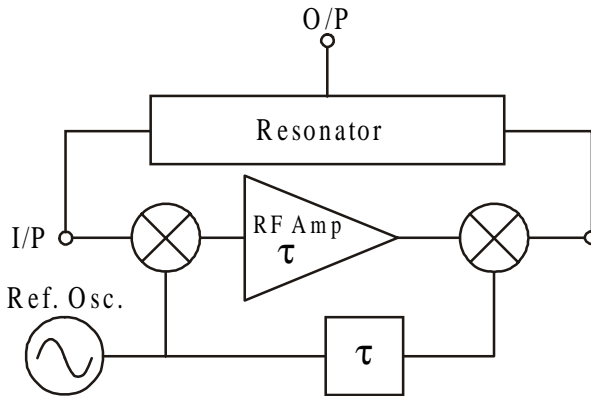 O/P
Resonator
I/P
RF Amp
τ
Ref. Osc.
τ